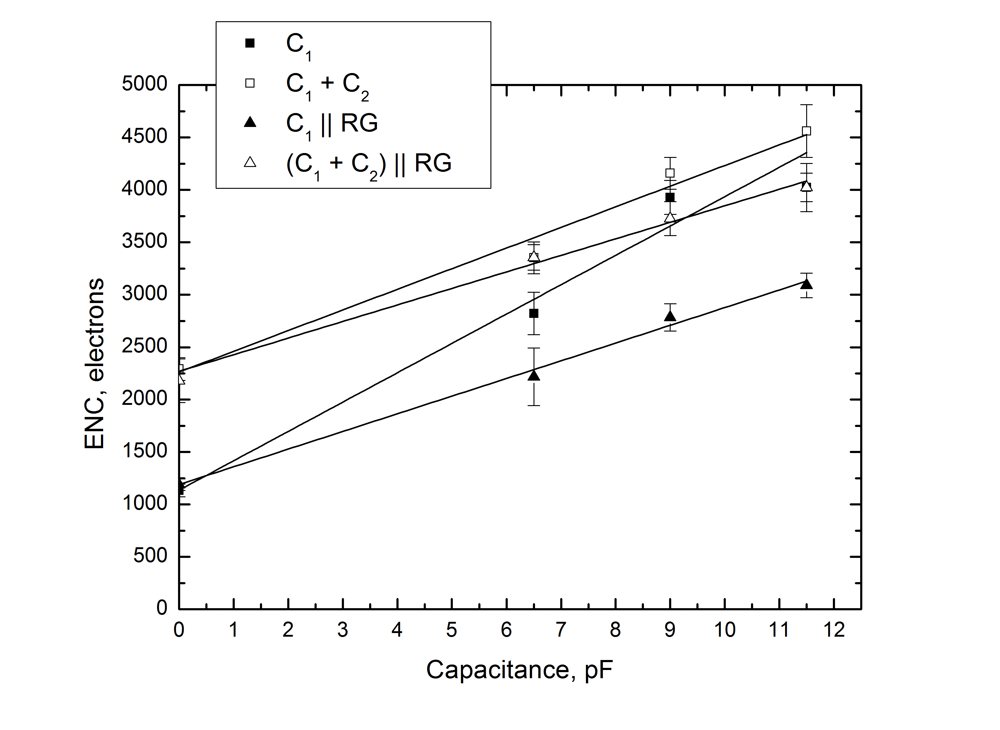 C₁
C₁ + C₂
C₁ || RG
(C₁ + C₂) || RG
5000
4500
4000
3500
3000
2500
2000
1500
1000
500
0
ENC, electrons
0 1 2 3 4 5 6 7 8 9 10 11 12
Capacitance, pF